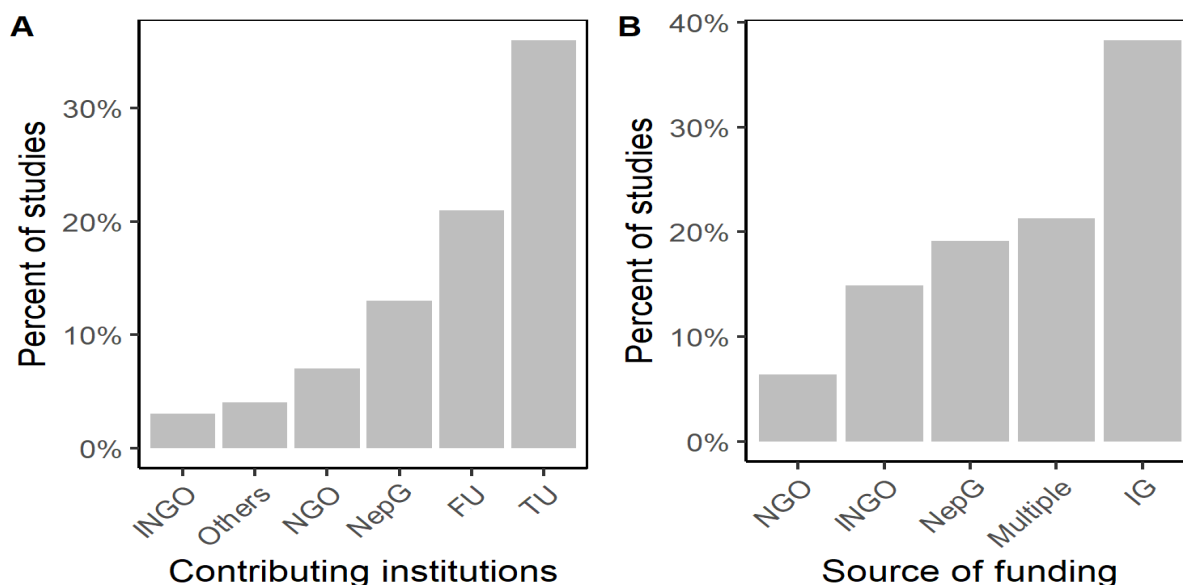 A
Percent of studies
30%
20%
10%
0%
INGO
Others
NGO
NepG
FU
TU
Contributing institutions
B
Percent of studies
40%
30%
20%
10%
0%
NGO
INGO
NepG
Multiple
IG
Source of funding